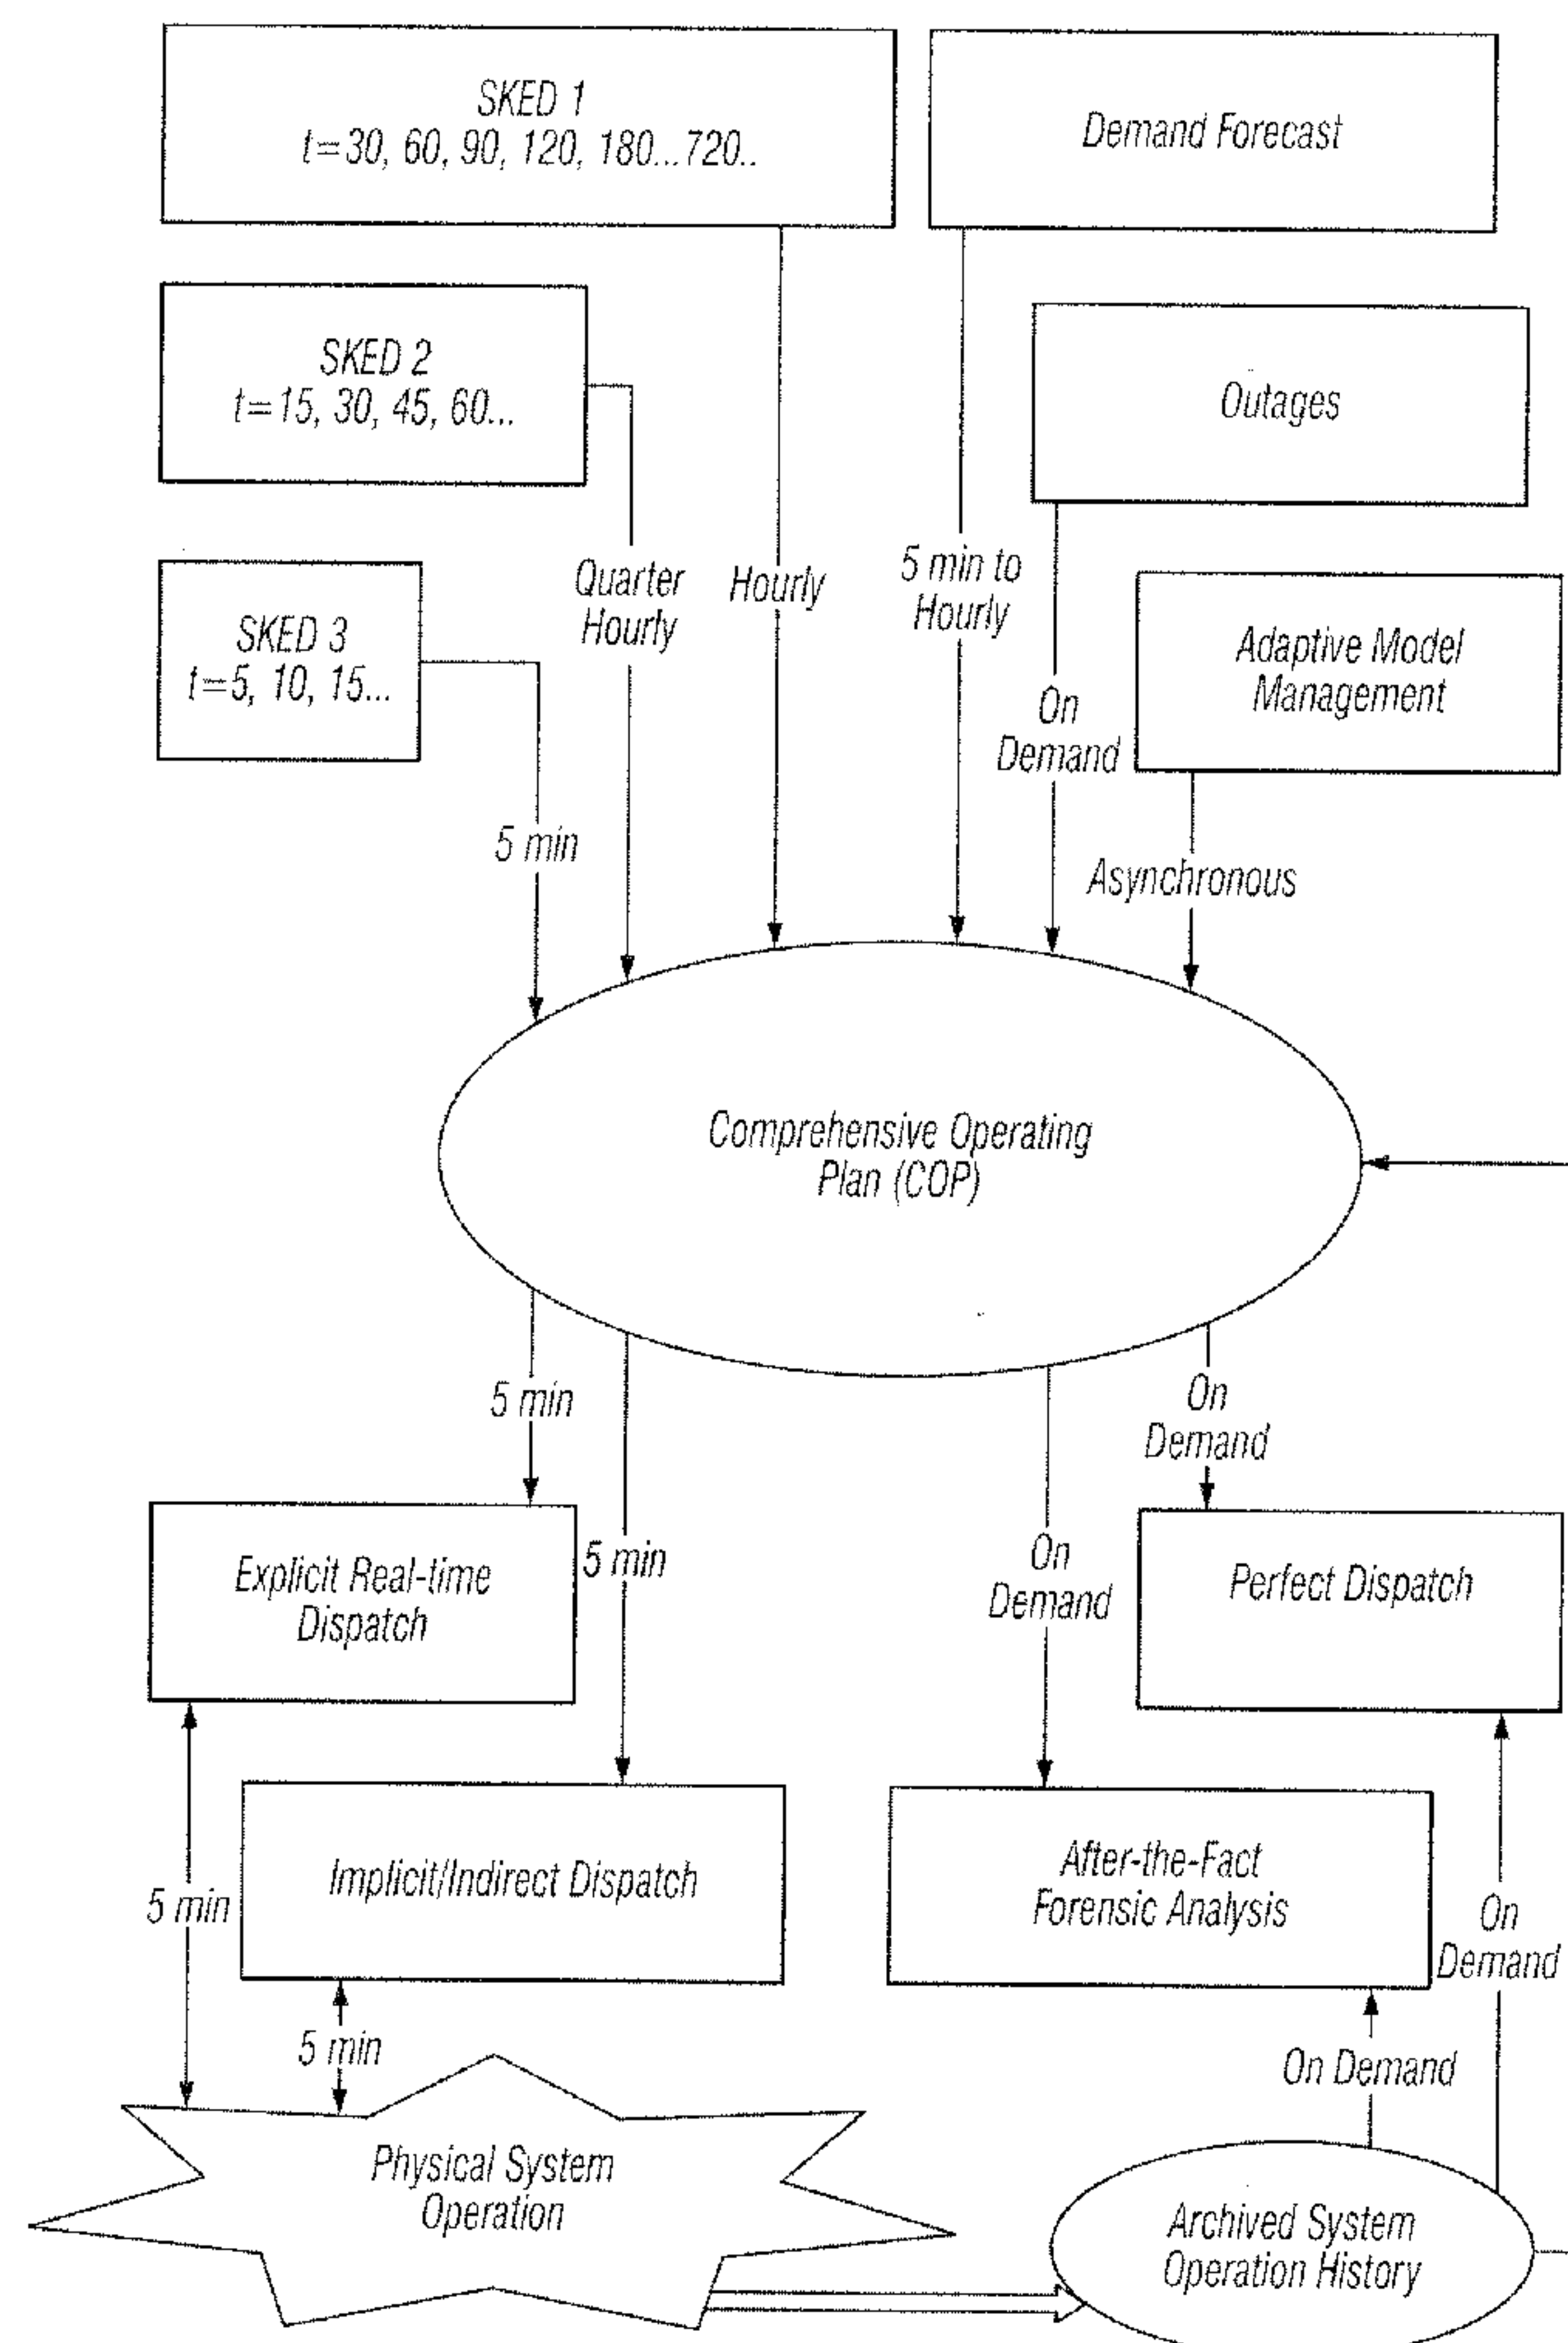 SKED 1
t=30, 60, 90, 120, 180...720..
Demand Forecast
SKED 2
t=15, 30, 45, 60...
Outages
SKED 3
t=5, 10, 15...
Quarter
Hourly
Hourly
5 min to
Hourly
On
Demand
Adaptive Model
Management
5 min
Asynchronous
Comprehensive Operating
Plan (COP)
5 min
5 min
On
Demand
On
Demand
Explicit Real-time
Dispatch
Perfect Dispatch
Implicit/Indirect Dispatch
After-the-Fact
Forensic Analysis
5 min
5 min
On Demand
On
Demand
Physical System
Operation
Archived System
Operation History